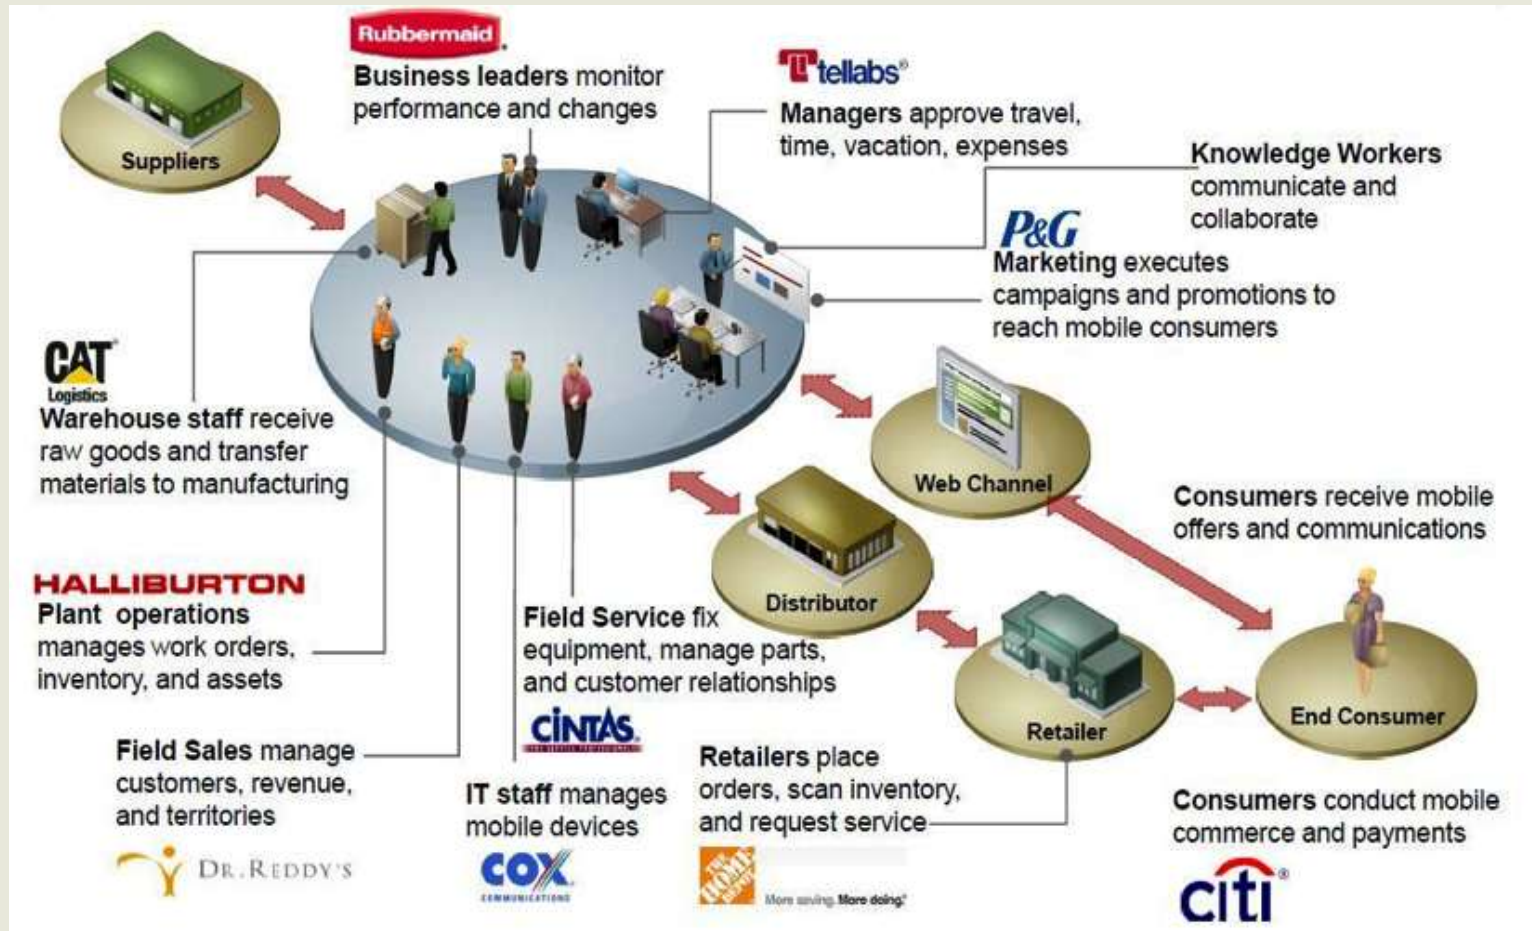 Rubbermaid
Business leaders monitor
performance and changes
tellabs®
Managers approve travel,
time, vacation, expenses
Knowledge Workers
communicate and
collaborate
P&G
Marketing executes
campaigns and promotions to
reach mobile consumers
Suppliers
CAT
Logistics
Warehouse staff receive
raw goods and transfer
materials to manufacturing
Web Channel
Consumers receive mobile
offers and communications
HALLIBURTON
Plant operations
manages work orders,
inventory, and assets
Field Service fix
equipment, manage parts,
and customer relationships
CINTAS
Distributor
Retailer
End Consumer
Field Sales manage
customers, revenue,
and territories
DR. REDDY'S
IT staff manages
mobile devices
COX
COMMUNICATIONS
Retailers place
orders, scan inventory,
and request service
THE
HOME
DEPOT
More saving. More doing.
Consumers conduct mobile
commerce and payments
citi®